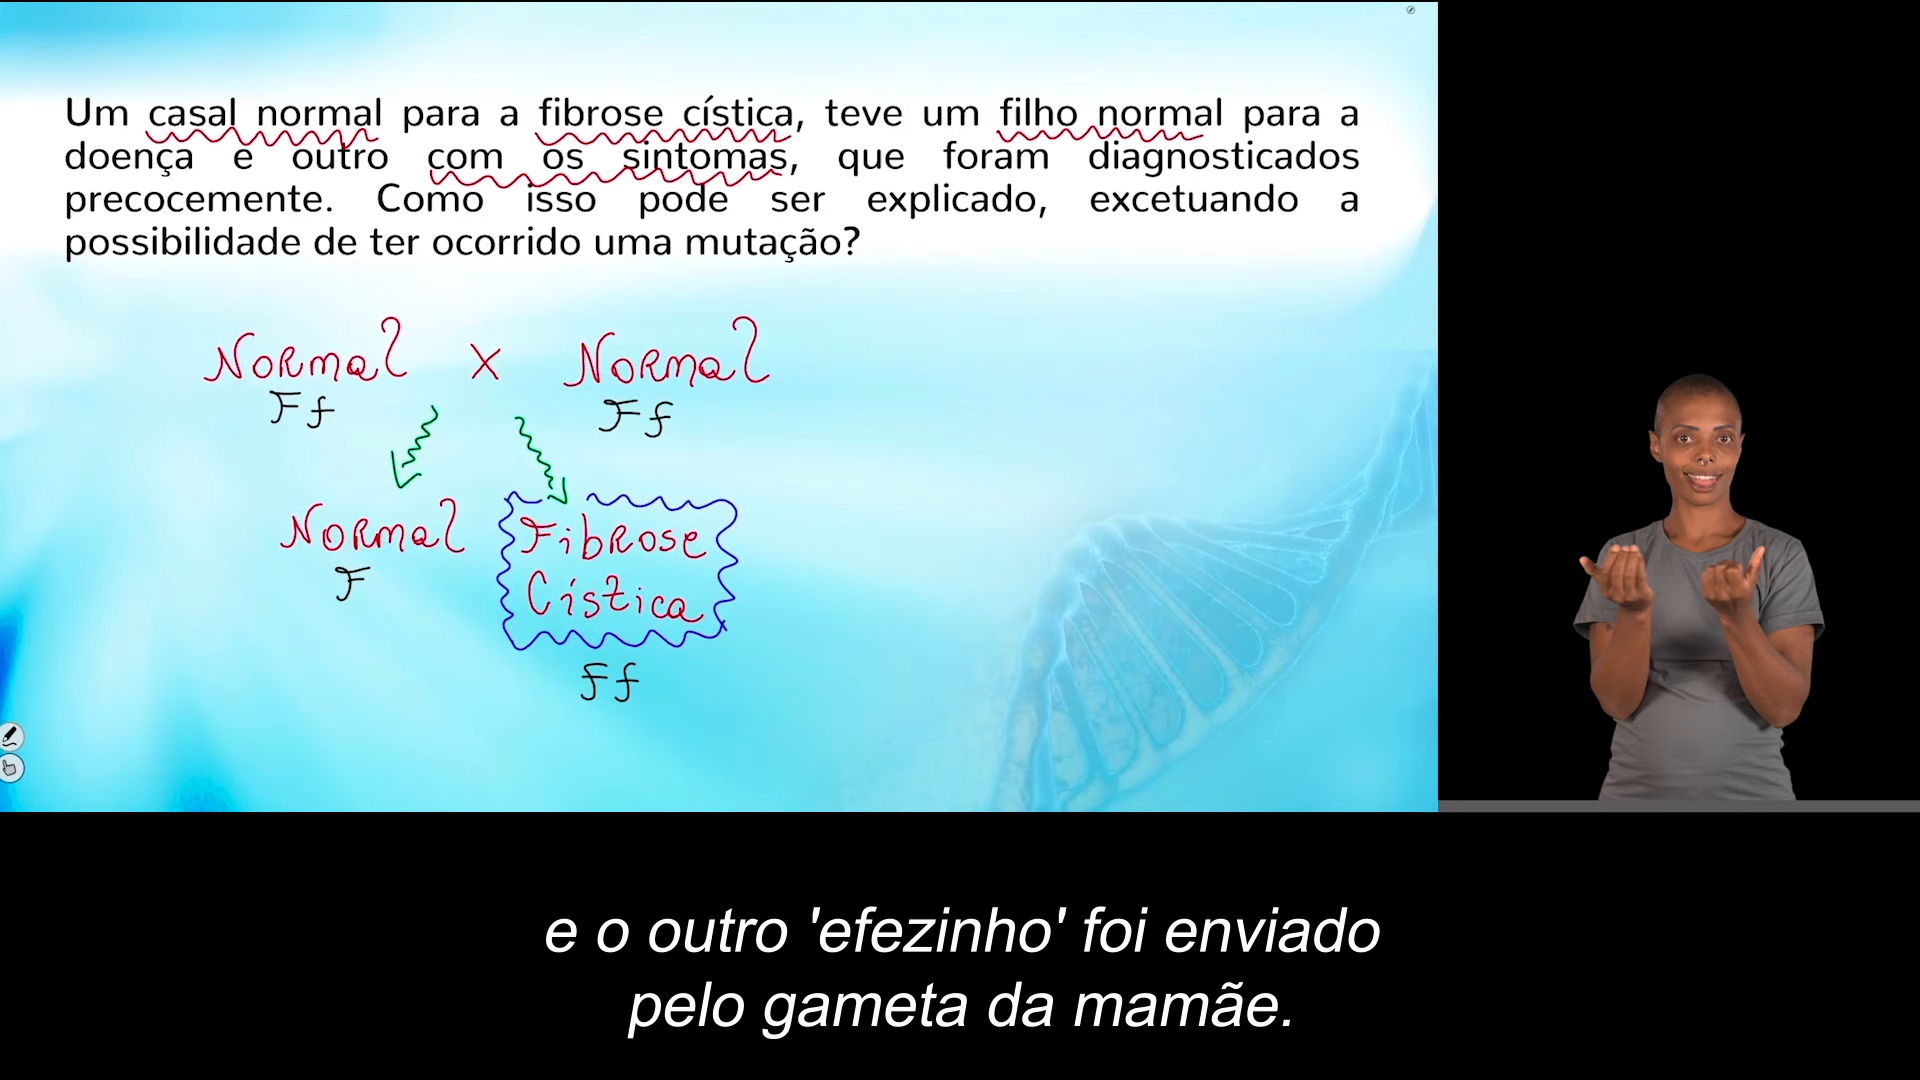 Um casal normal para a fibrose cística, teve um filho normal para a
doença e outro com os sintomas, que foram diagnosticados
precocemente. Como isso pode ser explicado, excetuando a
possibilidade de ter ocorrido uma mutação?
Normal X Normal
Ff Ff
Normal Fibrose
Cística
F
Ff
e o outro 'efezinho' foi enviado
pelo gameta da mamãe.